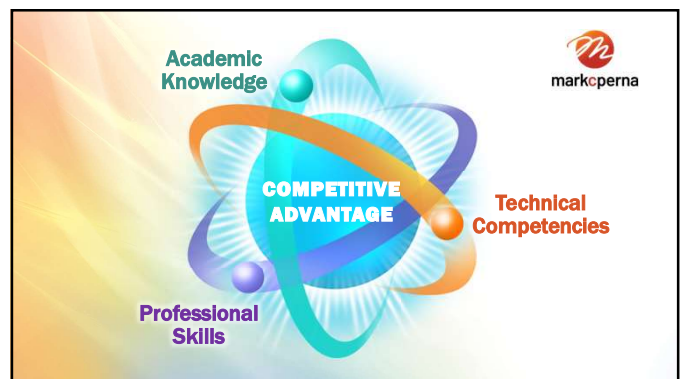 Academic
Knowledge
markcperna
COMPETITIVE
ADVANTAGE
Technical
Competencies
Professional
Skills